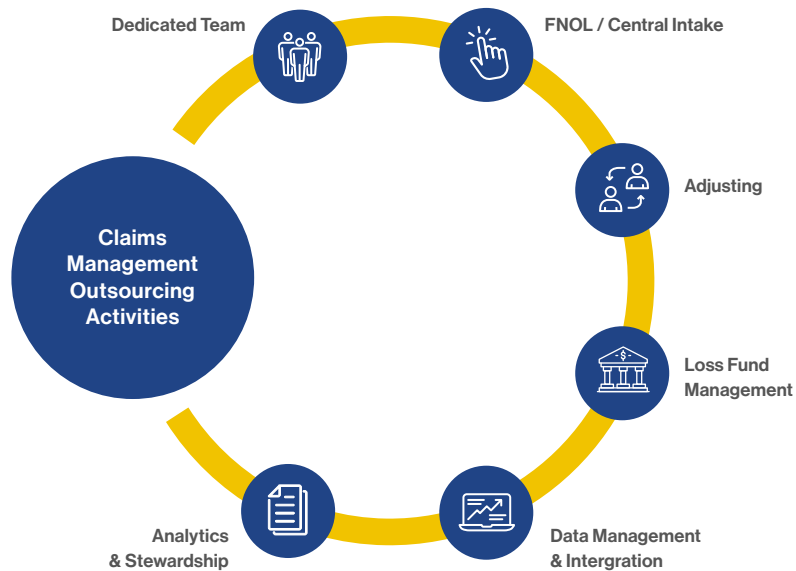 Dedicated Team
FNOL / Central Intake
Adjusting
Claims
Management
Outsourcing
Activities
Loss Fund
Management
-$-
Analytics
& Stewardship
Data Management
& Intergration